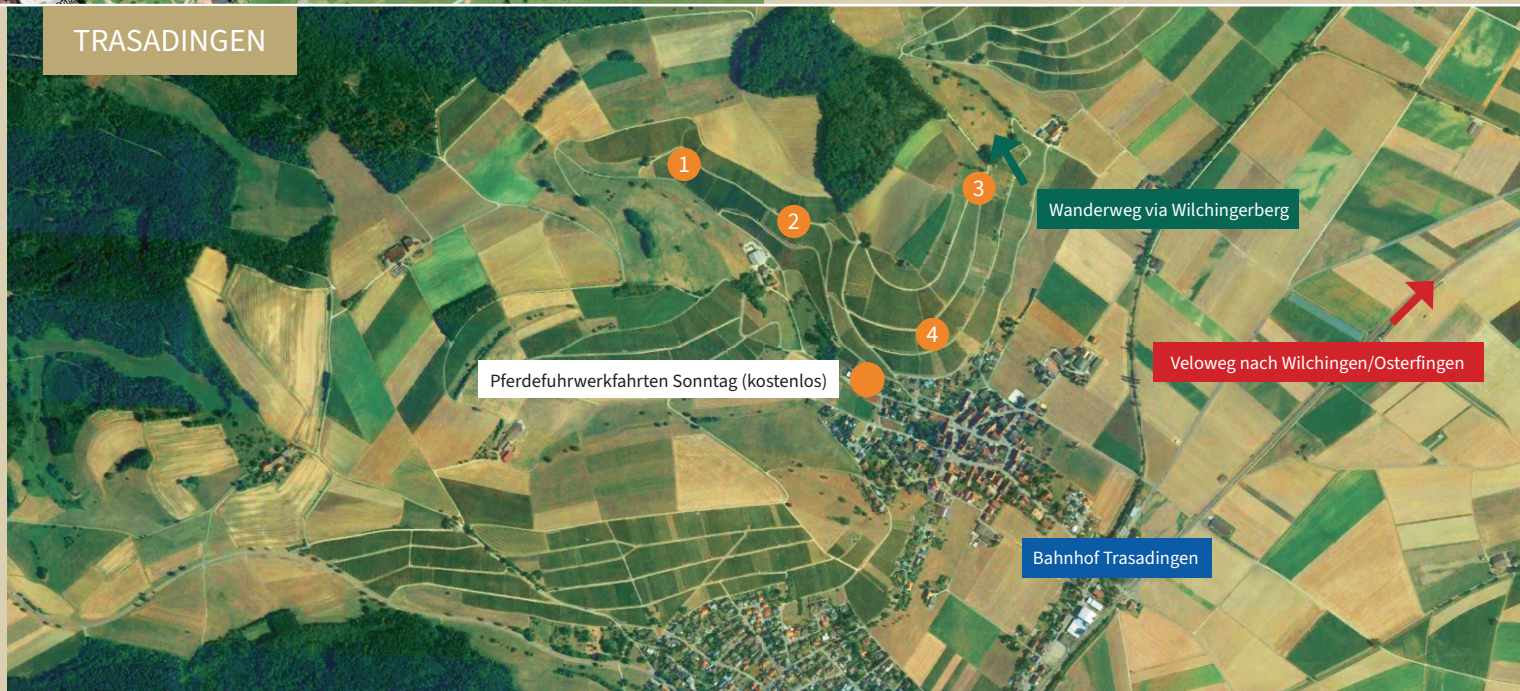 TRASADINGEN
1
2
3
Wanderweg via Wilchingerberg
4
Veloweg nach Wilchingen/Osterfingen
Pferdefuhrwerkfahrten Sonntag (kostenlos)
Bahnhof Trasadingen